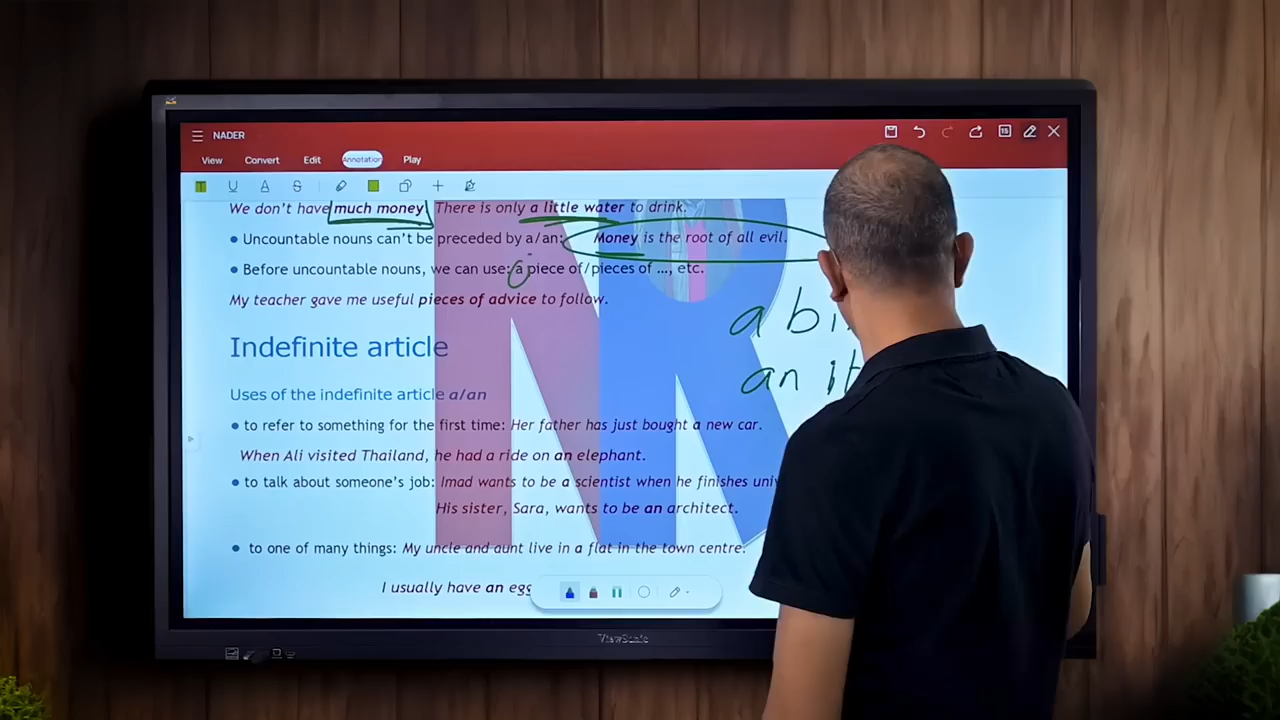 NADER
View Convert Edit Annotation Play
We don't have much money There is only a little water to drink.
• Uncountable nouns can't be preceded by a/an: Money is the root of all evil.
• Before uncountable nouns, we can use: a piece of/pieces of ..., etc.
My teacher gave me useful pieces of advice to follow.
a
an
Indefinite article
Uses of the indefinite article a/an
• to refer to something for the first time: Her father has just bought a new car.
When Ali visited Thailand, he had a ride on an elephant.
• to talk about someone's job: Imad wants to be a scientist when he finishes
His sister, Sara, wants to be an architect.
• to one of many things: My uncle and aunt live in a flat in the town centre.
I usually have an
ViewSonic